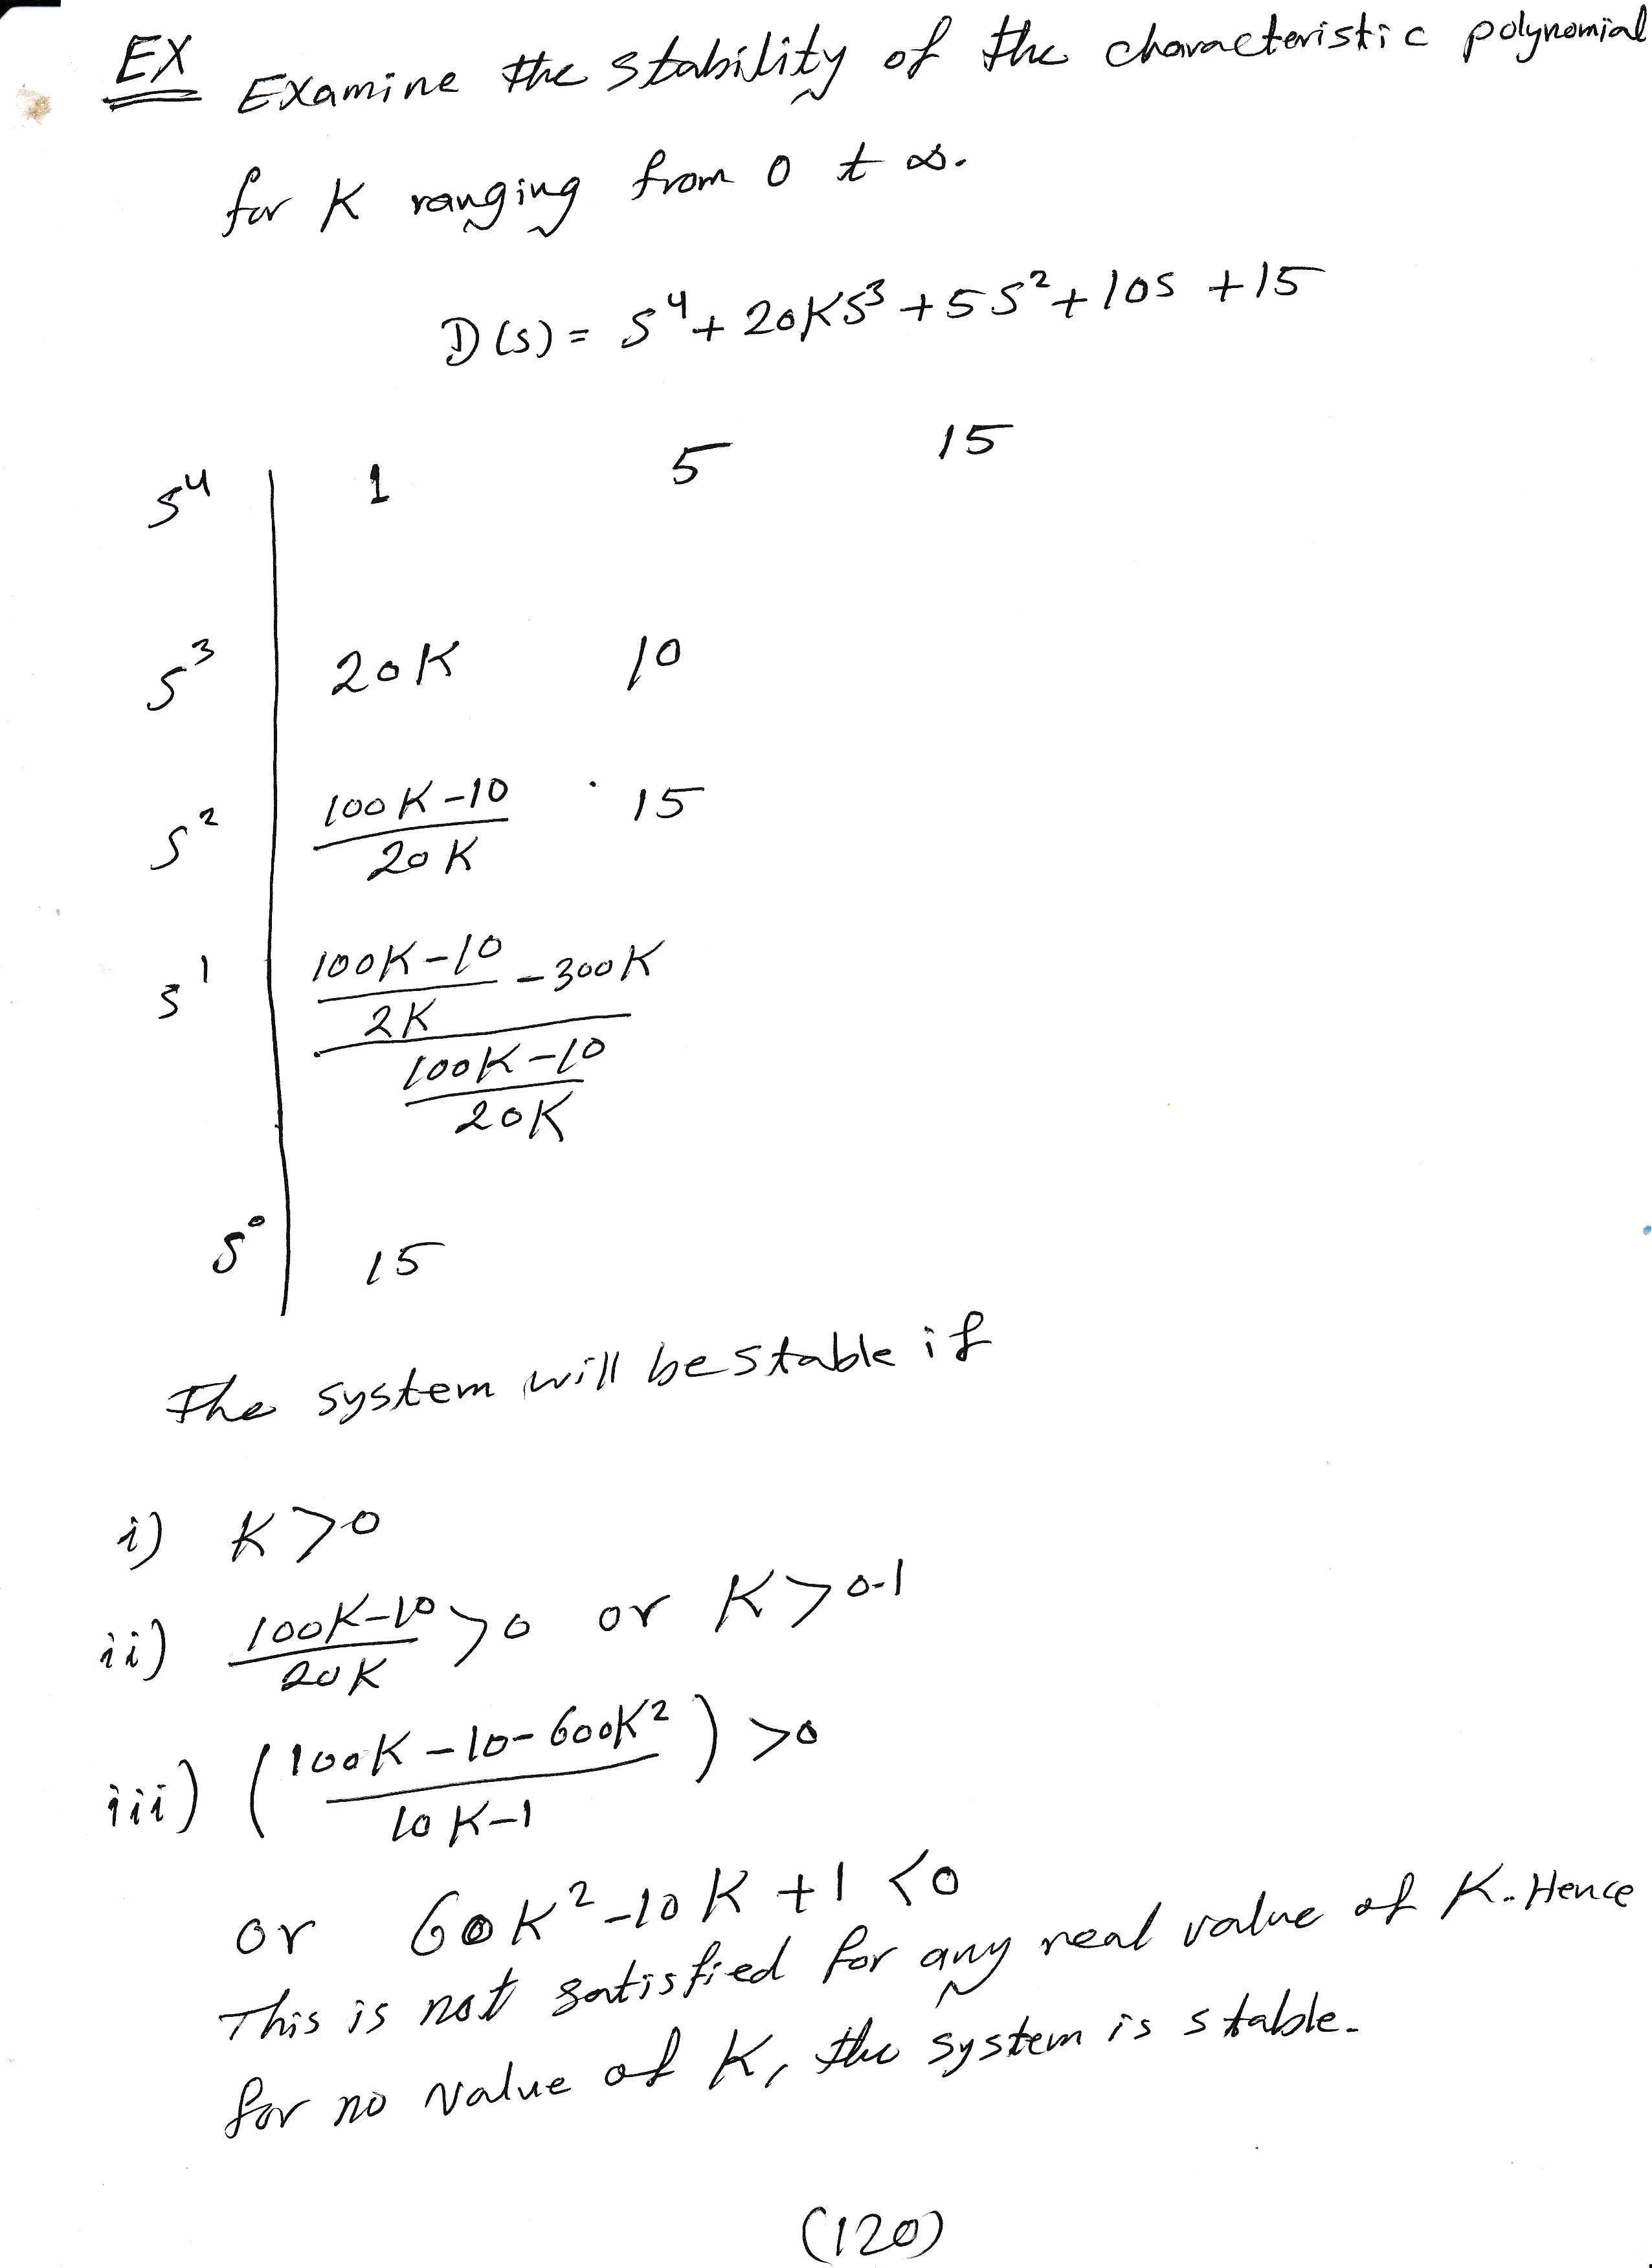 EX Examine the stability of the characteristic polynomial
for K ranging from 0 t ∞.
D(s) = s⁴ + 20Ks³ + 5s² + 10s + 15
s⁴ | 1 5 15
s³ | 20K 10
s² | (100K-10)/(20K) 15
s¹ | ((100K-10)/(2K) - 300K)/((100K-10)/(20K))
s⁰ | 15
The system will be stable if
i) K > 0
ii) (100K-10)/(20K) > 0 or K > 0.1
iii) ((100K - 10 - 600K²)/(10K-1)) > 0
or 60K² - 10K + 1 < 0
This is not satisfied for any real value of K. Hence
for no value of K, the system is stable.
(120)